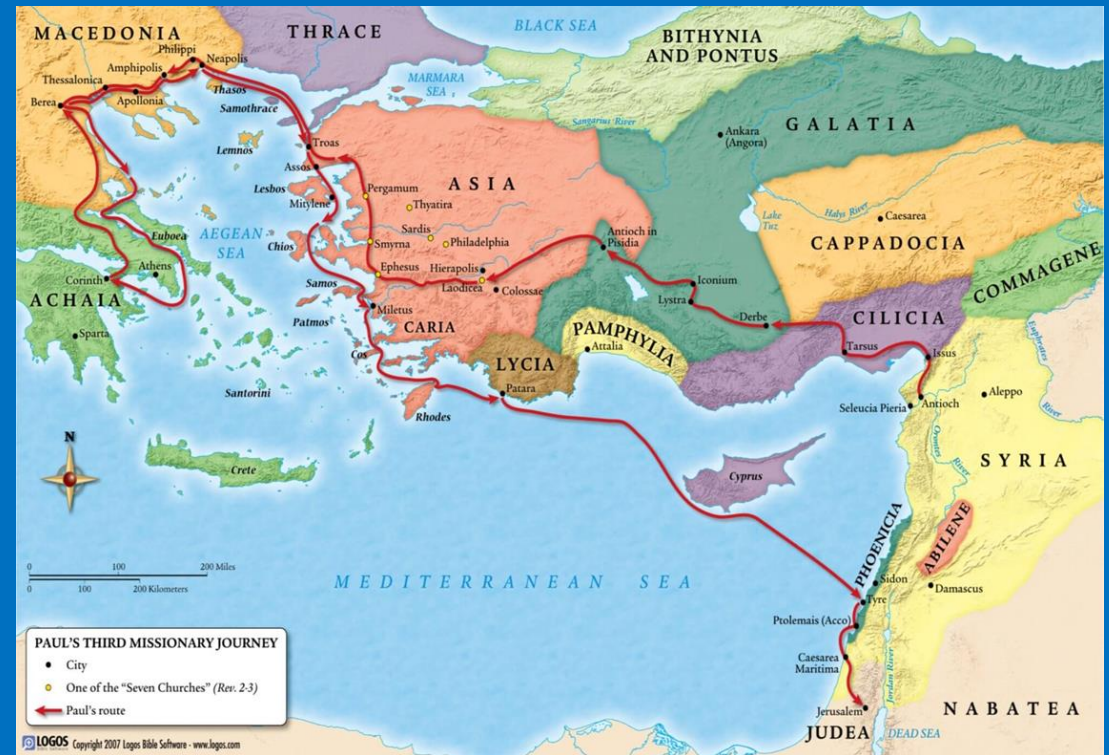 BLACK SEA
MACEDONIA
THRACE
BITHYNIA
AND PONTUS
Philippi
Neapolis
Amphipolis
Thessalonica
Apollonia
Berea
Thasos
Samothrace
MARMARA
SEA
Sangarius River
GALATIA
Ankara
(Angora)
Lemnos
Troas
Assos
ASIA
Lesbos
Mitylene
Pergamum
Thyatira
Halys River
Lake
Tuz
Caesarea
CAPPADOCIA
AEGEAN
SEA
Euboea
Chios
Sardis
Smyrna
Philadelphia
Antioch in
Pisidia
COMMAGENE
Athens
Corinth
ACHAIA
Samos
Ephesus
Hierapolis
Laodicea
Colossae
Iconium
Lystra
Derbe
CILICIA
Euphrates
River
Sparta
Patmos
Miletus
CARIA
PAMPHYLIA
Attalia
Tarsus
Issus
Cos
LYCIA
Patara
Santorini
Rhodes
Seleucia Pieria
Antioch
Aleppo
Orontes
River
SYRIA
N
Crete
Cyprus
PHOENICIA
ABILENE
0 100 200 Miles
0 100 200 Kilometers
MEDITERRANEAN SEA
Sidon
Damascus
Tyre
Ptolemais (Acco)
Caesarea
Maritima
Jordan River
Jerusalem
JUDEA
DEAD SEA
NABATEA
PAUL'S THIRD MISSIONARY JOURNEY
City
One of the "Seven Churches" (Rev. 2-3)
Paul's route
LOGOS Copyright 2007 Logos Bible Software - www.logos.com